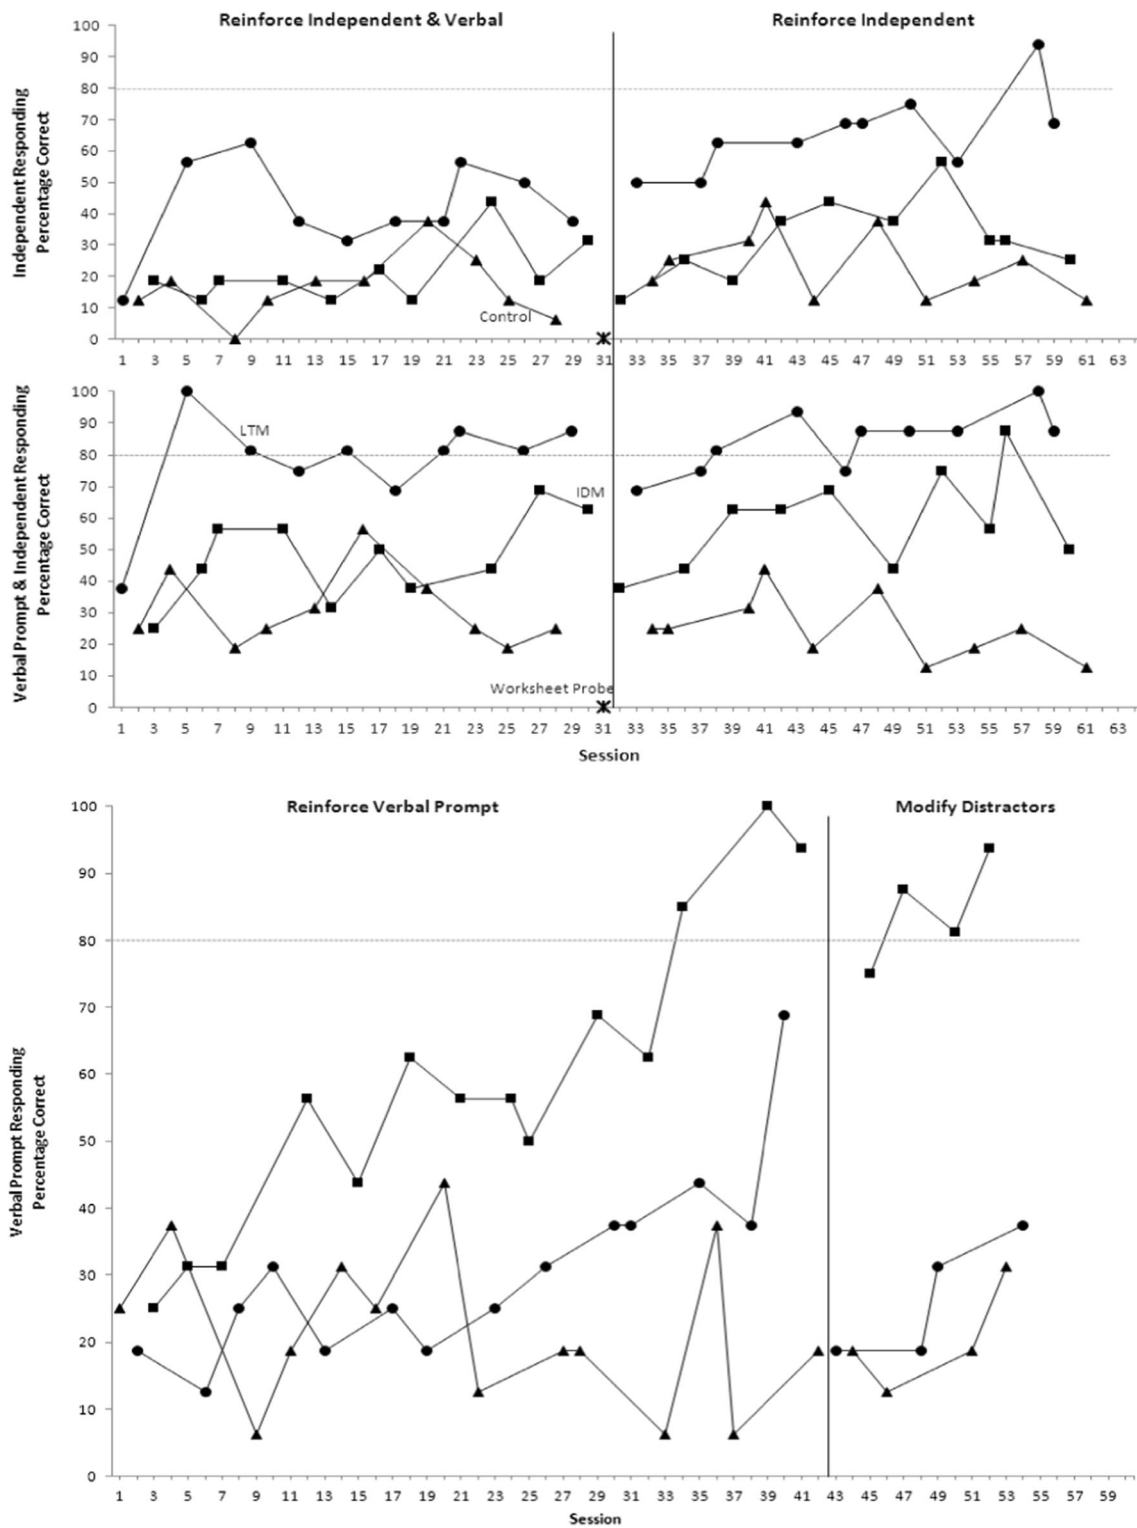 Reinforce Independent & Verbal
Reinforce Independent
Independent Responding
Percentage Correct
100
90
80
70
60
50
40
30
20
10
0
Control
1 3 5 7 9 11 13 15 17 19 21 23 25 27 29 31 33 35 37 39 41 43 45 47 49 51 53 55 57 59 61 63
Verbal Prompt & Independent Responding
Percentage Correct
100
90
80
70
60
50
40
30
20
10
0
LTM
IDM
Worksheet Probe
1 3 5 7 9 11 13 15 17 19 21 23 25 27 29 31 33 35 37 39 41 43 45 47 49 51 53 55 57 59 61 63
Session
Reinforce Verbal Prompt
Modify Distractors
Verbal Prompt Responding
Percentage Correct
100
90
80
70
60
50
40
30
20
10
0
1 3 5 7 9 11 13 15 17 19 21 23 25 27 29 31 33 35 37 39 41 43 45 47 49 51 53 55 57 59
Session